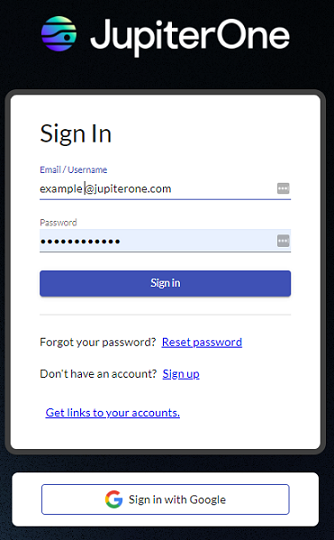 JupiterOne
Sign In
Email / Username
example@jupiterone.com
Password
••••••••••••
Sign in
Forgot your password? Reset password
Don't have an account? Sign up
Get links to your accounts.
Sign in with Google